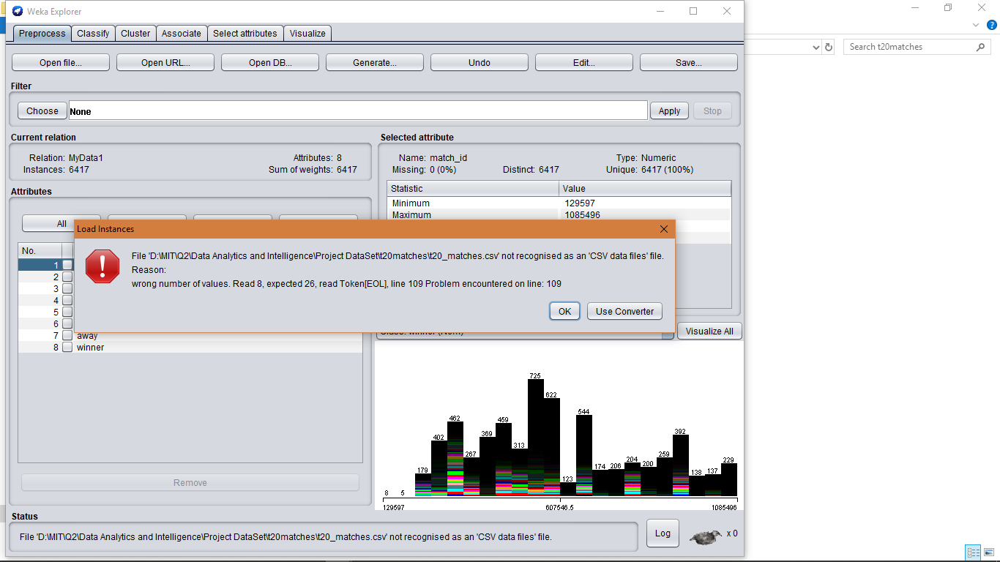 Weka Explorer
Preprocess Classify Cluster Associate Select attributes Visualize
Search t20matches
Open file... Open URL... Open DB... Generate... Undo Edit... Save...
Filter
Choose None Apply Stop
Current relation
Relation: MyData1 Attributes: 8
Instances: 6417 Sum of weights: 6417
Selected attribute
Name: match_id Type: Numeric
Missing: 0 (0%) Distinct: 6417 Unique: 6417 (100%)
Statistic Value
Minimum 129597
Maximum 1085496
Attributes
All
No.
1
2
3
4
5
6
7 away
8 winner
Load Instances
File 'D:\MIT\Q2\Data Analytics and Intelligence\Project DataSet\t20matches\t20_matches.csv' not recognised as an 'CSV data files' file.
Reason:
wrong number of values. Read 8, expected 26, read Token[EOL], line 109 Problem encountered on line: 109
OK Use Converter
Visualize All
8 5 179 402 462 267 369 459 313 725 622 123 544 174 206 204 200 259 392 138 137 229
129597 607546.5 1085496
Remove
Status
File 'D:\MIT\Q2\Data Analytics and Intelligence\Project DataSet\t20matches\t20_matches.csv' not recognised as an 'CSV data files' file.
Log x 0